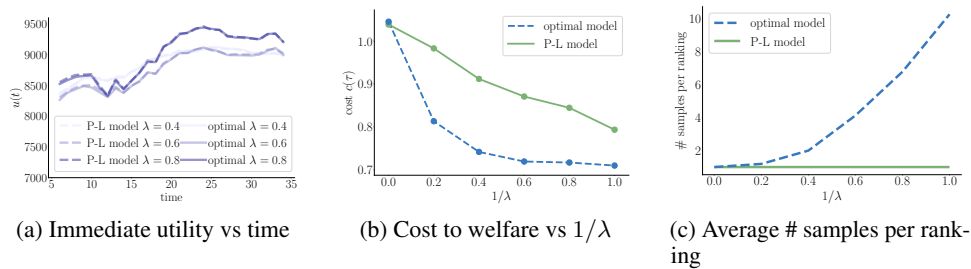 9500
9000
8500
8000
7500
7000
u(t)
P-L model λ = 0.4
optimal λ = 0.4
P-L model λ = 0.6
optimal λ = 0.6
P-L model λ = 0.8
optimal λ = 0.8
5 10 15 20 25 30 35
time
(a) Immediate utility vs time
1.0
0.9
0.8
0.7
cost c(τ)
optimal model
P-L model
0.0 0.2 0.4 0.6 0.8 1.0
1/λ
(b) Cost to welfare vs 1/λ
10
8
6
4
2
# samples per ranking
optimal model
P-L model
0.0 0.2 0.4 0.6 0.8 1.0
1/λ
(c) Average # samples per rank-
ing